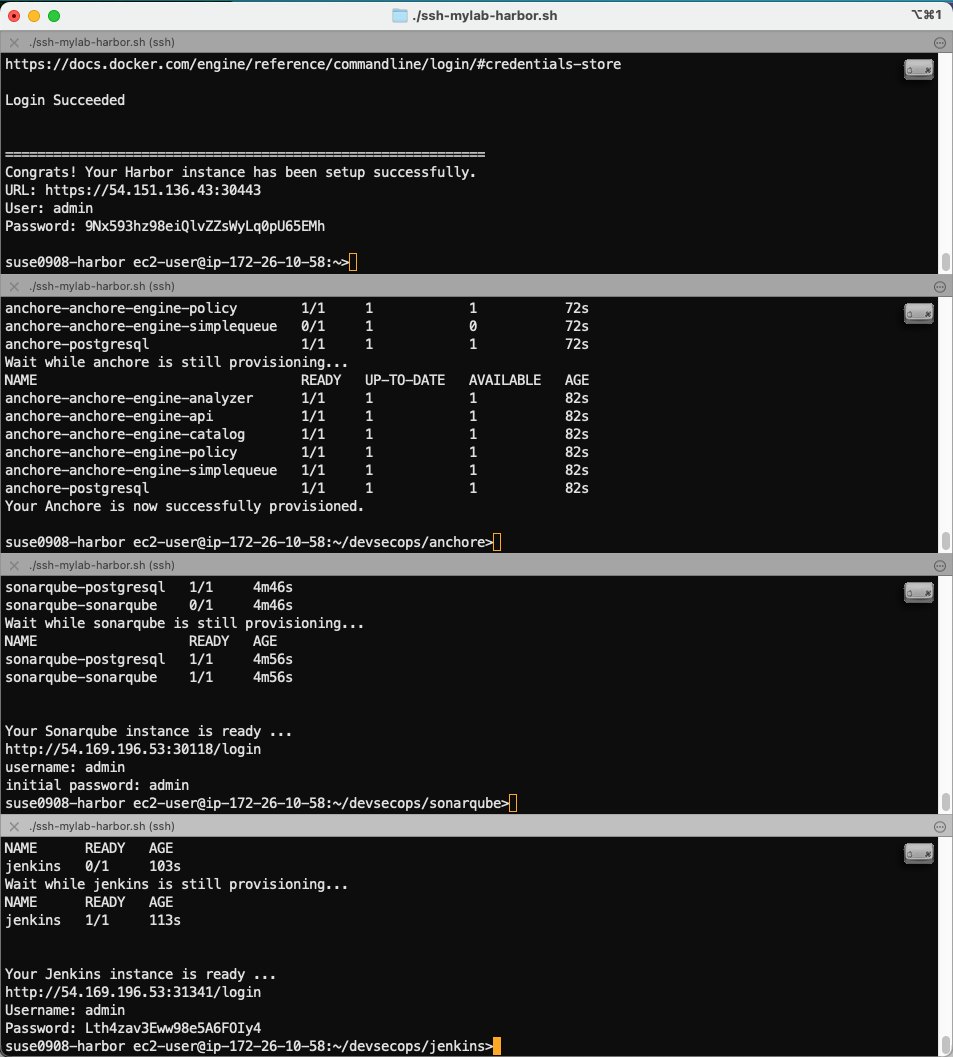 ./ssh-mylab-harbor.sh
⌥⌘1
./ssh-mylab-harbor.sh (ssh)
https://docs.docker.com/engine/reference/commandline/login/#credentials-store
Login Succeeded
============================================================
Congrats! Your Harbor instance has been setup successfully.
URL: https://54.151.136.43:30443
User: admin
Password: 9Nx593hz98eiQlvZZsWyLq0pU65EMh
suse0908-harbor ec2-user@ip-172-26-10-58:~>
./ssh-mylab-harbor.sh (ssh)
anchore-anchore-engine-policy 1/1 1 1 72s
anchore-anchore-engine-simplequeue 0/1 1 0 72s
anchore-postgresql 1/1 1 1 72s
Wait while anchore is still provisioning...
NAME READY UP-TO-DATE AVAILABLE AGE
anchore-anchore-engine-analyzer 1/1 1 1 82s
anchore-anchore-engine-api 1/1 1 1 82s
anchore-anchore-engine-catalog 1/1 1 1 82s
anchore-anchore-engine-policy 1/1 1 1 82s
anchore-anchore-engine-simplequeue 1/1 1 1 82s
anchore-postgresql 1/1 1 1 82s
Your Anchore is now successfully provisioned.
suse0908-harbor ec2-user@ip-172-26-10-58:~/devsecops/anchore>
./ssh-mylab-harbor.sh (ssh)
sonarqube-postgresql 1/1 4m46s
sonarqube-sonarqube 0/1 4m46s
Wait while sonarqube is still provisioning...
NAME READY AGE
sonarqube-postgresql 1/1 4m56s
sonarqube-sonarqube 1/1 4m56s
Your Sonarqube instance is ready ...
http://54.169.196.53:30118/login
username: admin
initial password: admin
suse0908-harbor ec2-user@ip-172-26-10-58:~/devsecops/sonarqube>
./ssh-mylab-harbor.sh (ssh)
NAME READY AGE
jenkins 0/1 103s
Wait while jenkins is still provisioning...
NAME READY AGE
jenkins 1/1 113s
Your Jenkins instance is ready ...
http://54.169.196.53:31341/login
Username: admin
Password: Lth4zav3Eww98e5A6FOIy4
suse0908-harbor ec2-user@ip-172-26-10-58:~/devsecops/jenkins>